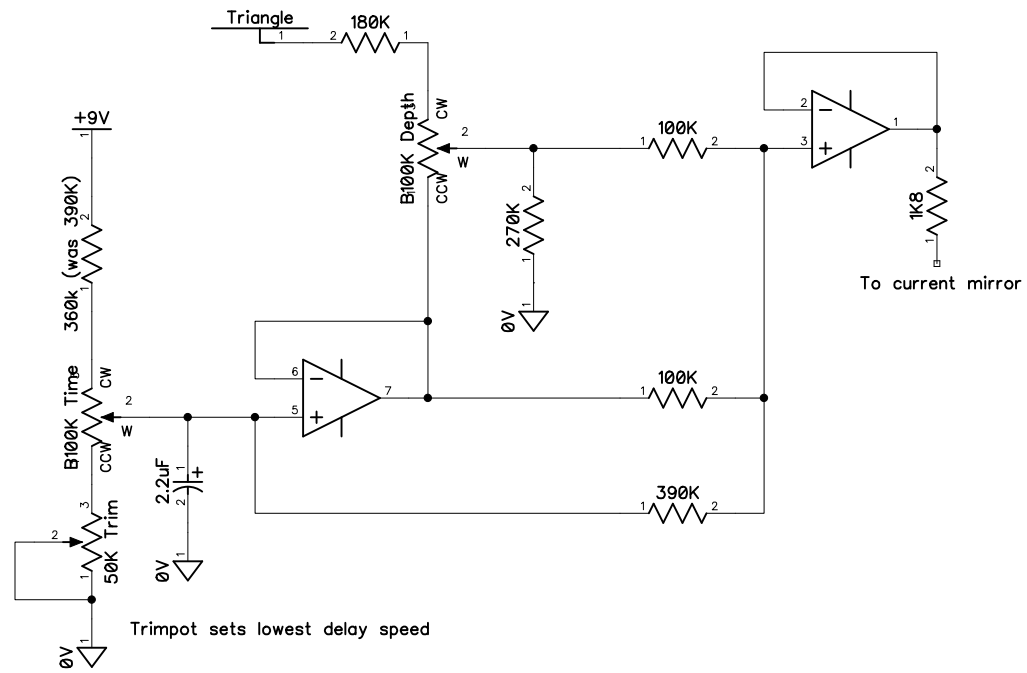 Triangle
1
2
180K
1
+9V
1
B100K Depth
CW
2
W
CCW
100K
1
2
2
3
1
2
1K8
1
To current mirror
360k (was 390K)
2
1
2
270K
1
1
0V
B100K Time
CW
2
W
CCW
6
5
7
100K
1
2
2.2uF
1
+
2
390K
1
2
3
2
50K Trim
1
1
0V
Trimpot sets lowest delay speed
1
0V